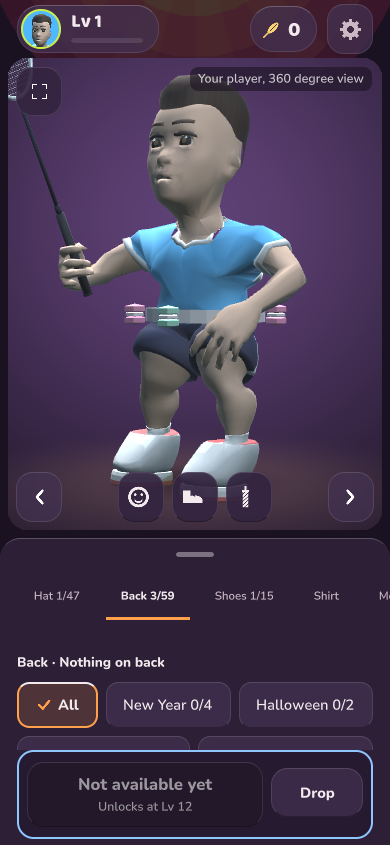 Lv 1
0
Your player, 360 degree view
Hat 1/47
Back 3/59
Shoes 1/15
Shirt
Back · Nothing on back
All
New Year 0/4
Halloween 0/2
Not available yet
Unlocks at Lv 12
Drop